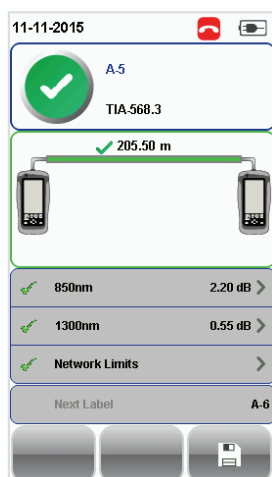 11-11-2015
A-5
TIA-568.3
205.50 m
850nm 2.20 dB
1300nm 0.55 dB
Network Limits
Next Label A-6